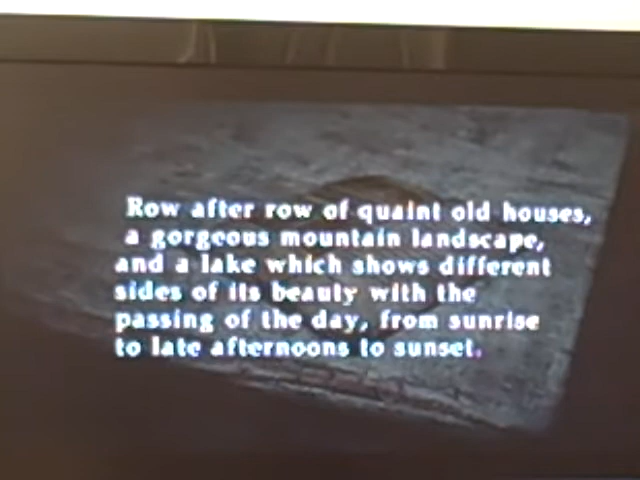 Row after row of quaint old houses,
a gorgeous mountain landscape,
and a lake which shows different
sides of its beauty with the
passing of the day, from sunrise
to late afternoons to sunset.